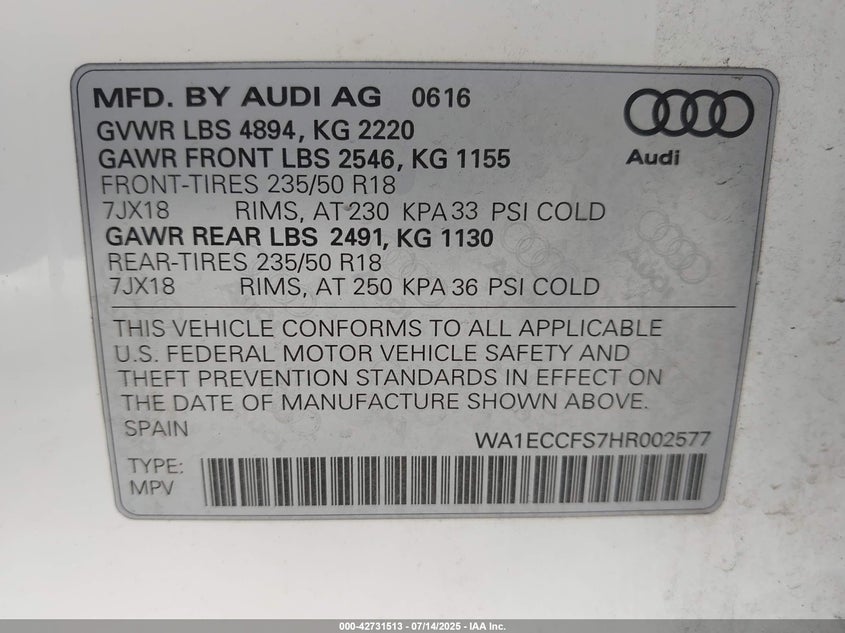 MFD. BY AUDI AG 0616
GVWR LBS 4894, KG 2220
GAWR FRONT LBS 2546, KG 1155
FRONT-TIRES 235/50 R18
7JX18 RIMS, AT 230 KPA 33 PSI COLD
GAWR REAR LBS 2491, KG 1130
REAR-TIRES 235/50 R18
7JX18 RIMS, AT 250 KPA 36 PSI COLD
Audi
THIS VEHICLE CONFORMS TO ALL APPLICABLE
U.S. FEDERAL MOTOR VEHICLE SAFETY AND
THEFT PREVENTION STANDARDS IN EFFECT ON
THE DATE OF MANUFACTURE SHOWN ABOVE.
SPAIN
WA1ECCFS7HR002577
TYPE:
MPV
000-42731513 - 07/14/2025 - IAA Inc.